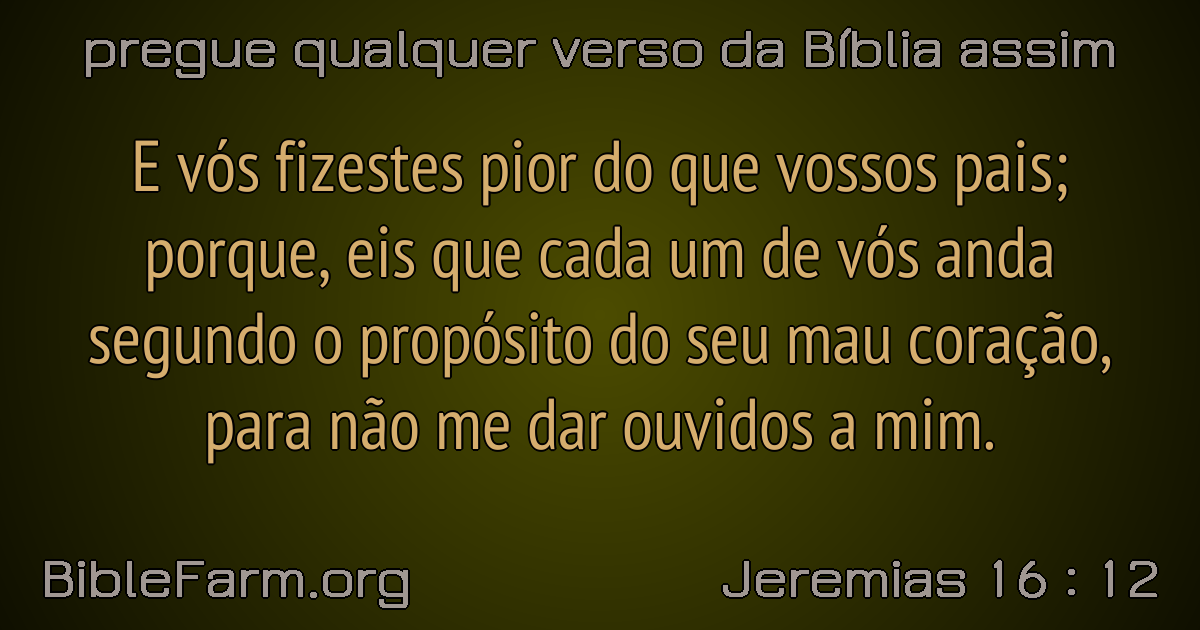 pregue qualquer verso da Bíblia assim
E vós fizestes pior do que vossos pais;
porque, eis que cada um de vós anda
segundo o propósito do seu mau coração,
para não me dar ouvidos a mim.
BibleFarm.org
Jeremias 16 : 12